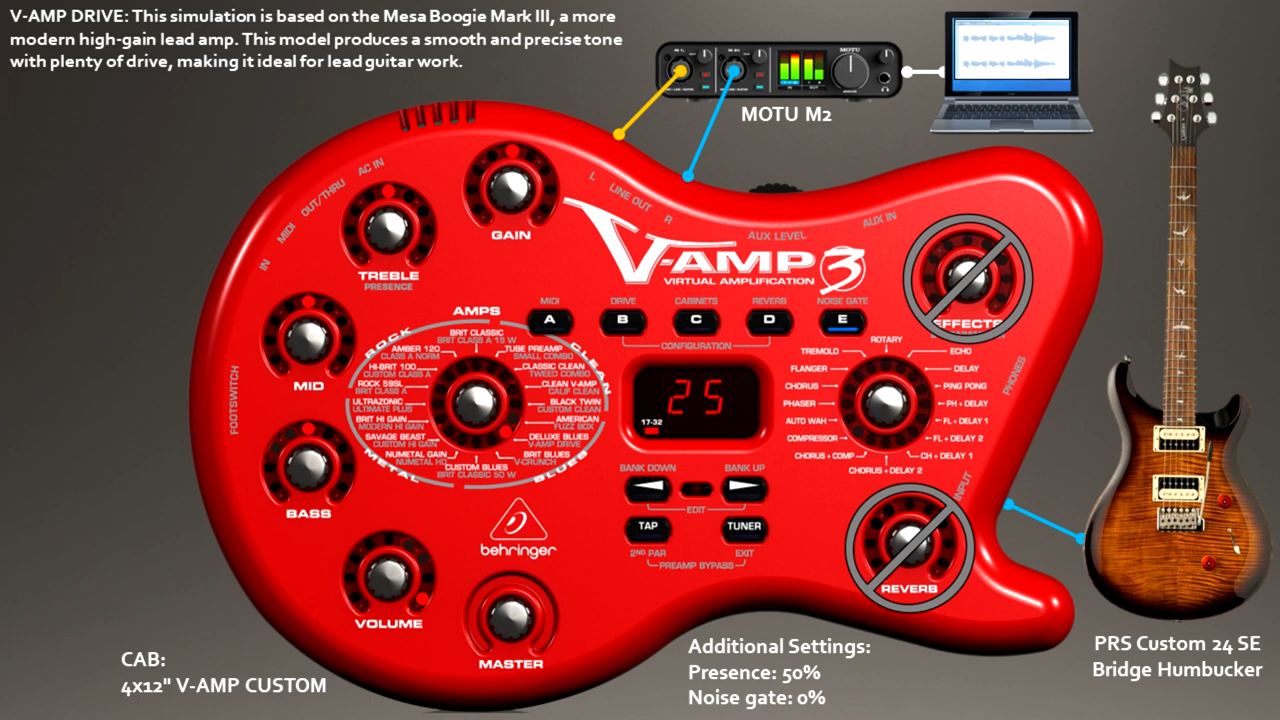 V-AMP DRIVE: This simulation is based on the Mesa Boogie Mark III, a more
modern high-gain lead amp. This model produces a smooth and precise tone
with plenty of drive, making it ideal for lead guitar work.
MOTU
MOTU M2
IN
MIDI
OUT/THRU
AC IN
GAIN
TREBLE
PRESENCE
L
LINE OUT
R
AUX LEVEL
AUX IN
V-AMP 3
VIRTUAL AMPLIFICATION
EFFECTS
MID
MIDI
DRIVE
CABINETS
REVERB
NOISE GATE
A
B
C
D
E
CONFIGURATION
AMPS
ROCK
CLEAN
METAL
BLUES
BRIT CLASSIC
BRIT CLASS A 15 W
AMBER 120
CLASS A NORM
TUBE PREAMP
SMALL COMBO
HI-BRIT 100
CUSTOM CLASS A
CLASSIC CLEAN
TWEED COMBO
ROCK 59SL
BRIT CLASS A
CLEAN V-AMP
CALIF CLEAN
ULTRAZONIC
ULTIMATE PLUS
BLACK TWIN
CUSTOM CLEAN
BRIT HI GAIN
MODERN HI GAIN
AMERICAN
FUZZ BOX
SAVAGE BEAST
CUSTOM HI GAIN
DELUXE BLUES
V-AMP DRIVE
NUMETAL GAIN
NUMETAL HD
BRIT BLUES
V-CRUNCH
CUSTOM BLUES
BRIT CLASSIC 50 W
25
17-32
ROTARY
TREMOLO
ECHO
FLANGER
DELAY
CHORUS
PING PONG
PHASER
PH + DELAY
AUTO WAH
FL + DELAY 1
COMPRESSOR
FL + DELAY 2
CHORUS + COMP
CH + DELAY 1
CHORUS + DELAY 2
PHONES
INPUT
FOOTSWITCH
BASS
BANK DOWN
BANK UP
EDIT
TAP
TUNER
2ND PAR
EXIT
PREAMP BYPASS
behringer
VOLUME
MASTER
REVERB
CAB:
4x12" V-AMP CUSTOM
Additional Settings:
Presence: 50%
Noise gate: 0%
PRS Custom 24 SE
Bridge Humbucker